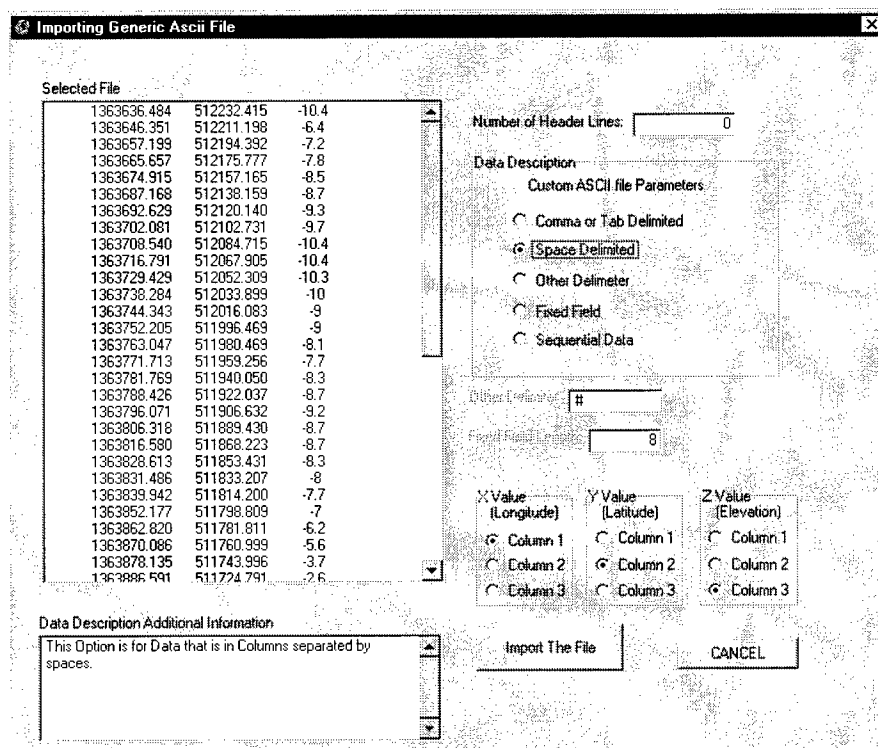 Importing Generic Ascii File
Selected File
1363636.484 512232.415 -10.4
1363646.351 512211.198 -6.4
1363657.199 512194.392 -7.2
1363665.657 512175.777 -7.8
1363674.915 512157.165 -8.5
1363687.168 512138.159 -8.7
1363692.629 512120.140 -9.3
1363702.081 512102.731 -9.7
1363708.540 512084.715 -10.4
1363716.791 512067.905 -10.4
1363729.429 512052.309 -10.3
1363738.284 512033.899 -10
1363744.343 512016.083 -9
1363752.205 511996.469 -9
1363763.047 511980.469 -8.1
1363771.713 511959.256 -7.7
1363781.769 511940.050 -8.3
1363788.426 511922.037 -8.7
1363796.071 511906.632 -9.2
1363806.318 511889.430 -8.7
1363816.580 511868.223 -8.7
1363828.613 511853.431 -8.3
1363831.486 511833.207 -8
1363839.942 511814.200 -7.7
1363852.177 511798.809 -7
1363862.820 511781.811 -6.2
1363870.086 511760.999 -5.6
1363878.135 511743.996 -3.7
1363886.591 511724.791 -2.6
Number of Header Lines: 0
Data Description
Custom ASCII file Parameters
Comma or Tab Delimited
Space Delimited
Other Delimeter
Fixed Field
Sequential Data
#
8
X Value (Longitude)
Column 1
Column 2
Column 3
Y Value (Latitude)
Column 1
Column 2
Column 3
Z Value (Elevation)
Column 1
Column 2
Column 3
Data Description Additional Information
This Option is for Data that is in Columns separated by
spaces.
Import The File
CANCEL